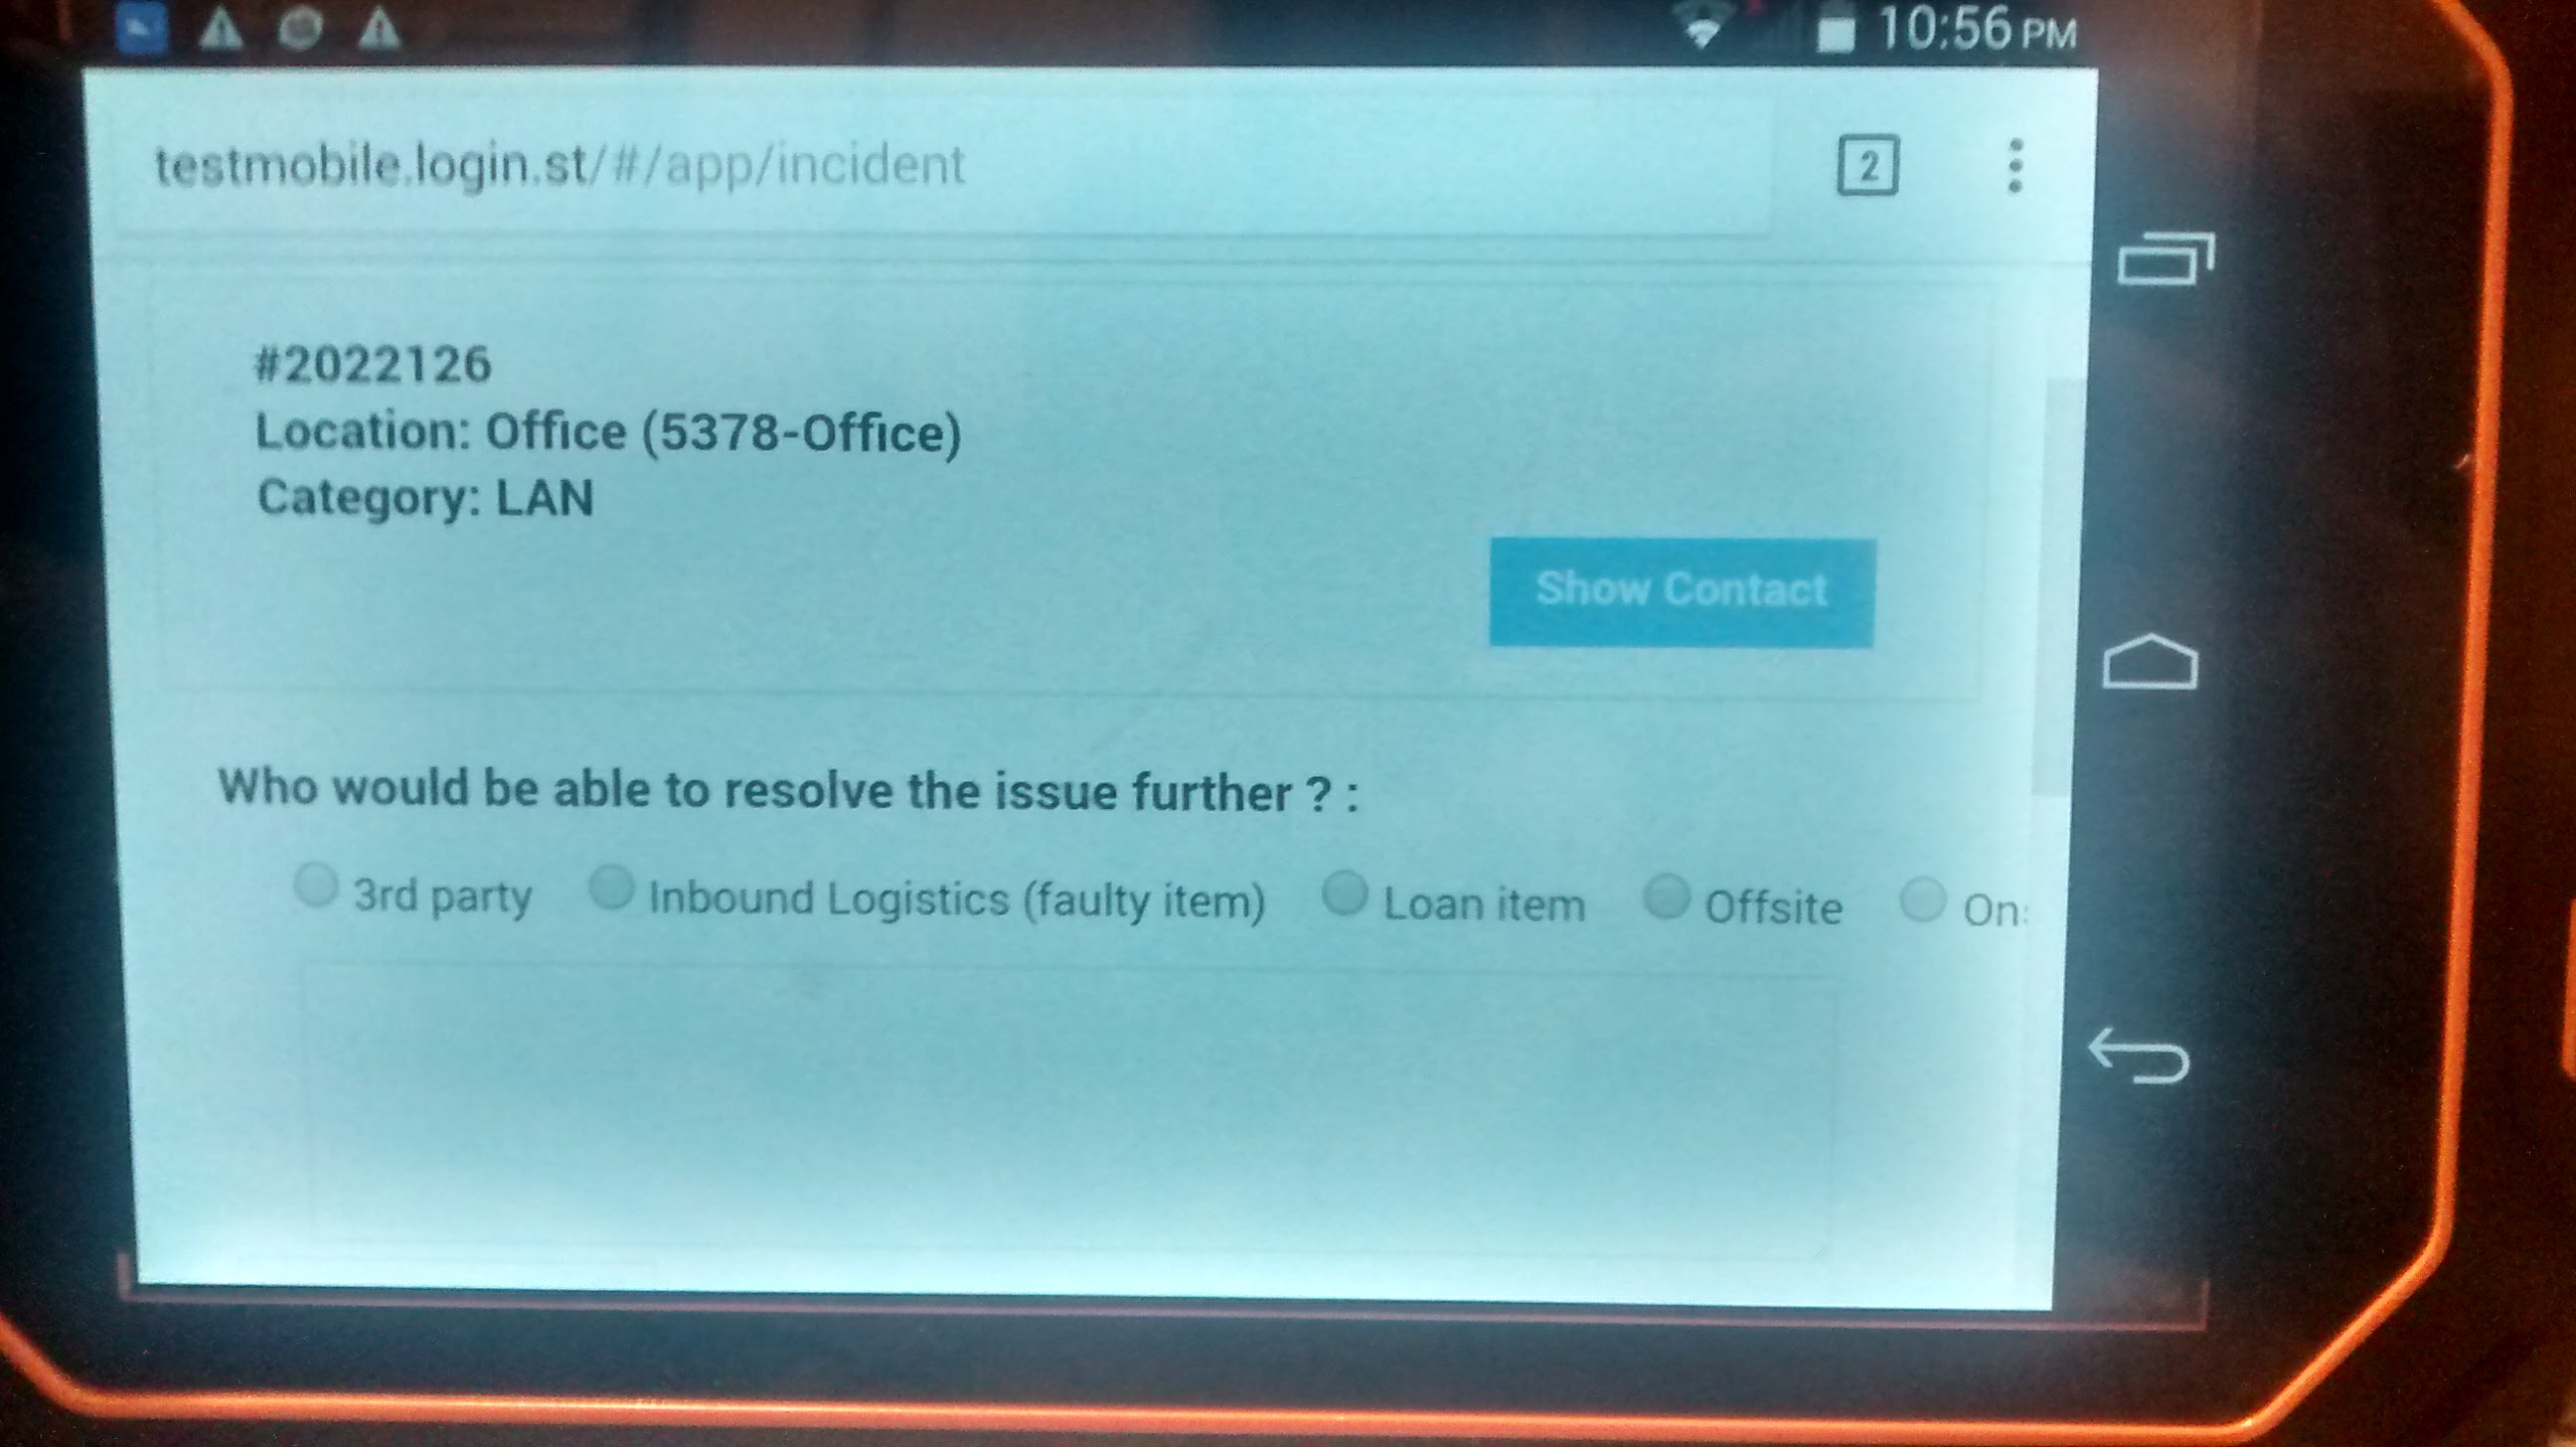 10:56 PM
testmobile.login.st/#/app/incident
2
#2022126
Location: Office (5378-Office)
Category: LAN
Show Contact
Who would be able to resolve the issue further ? :
3rd party Inbound Logistics (faulty item) Loan item Offsite On